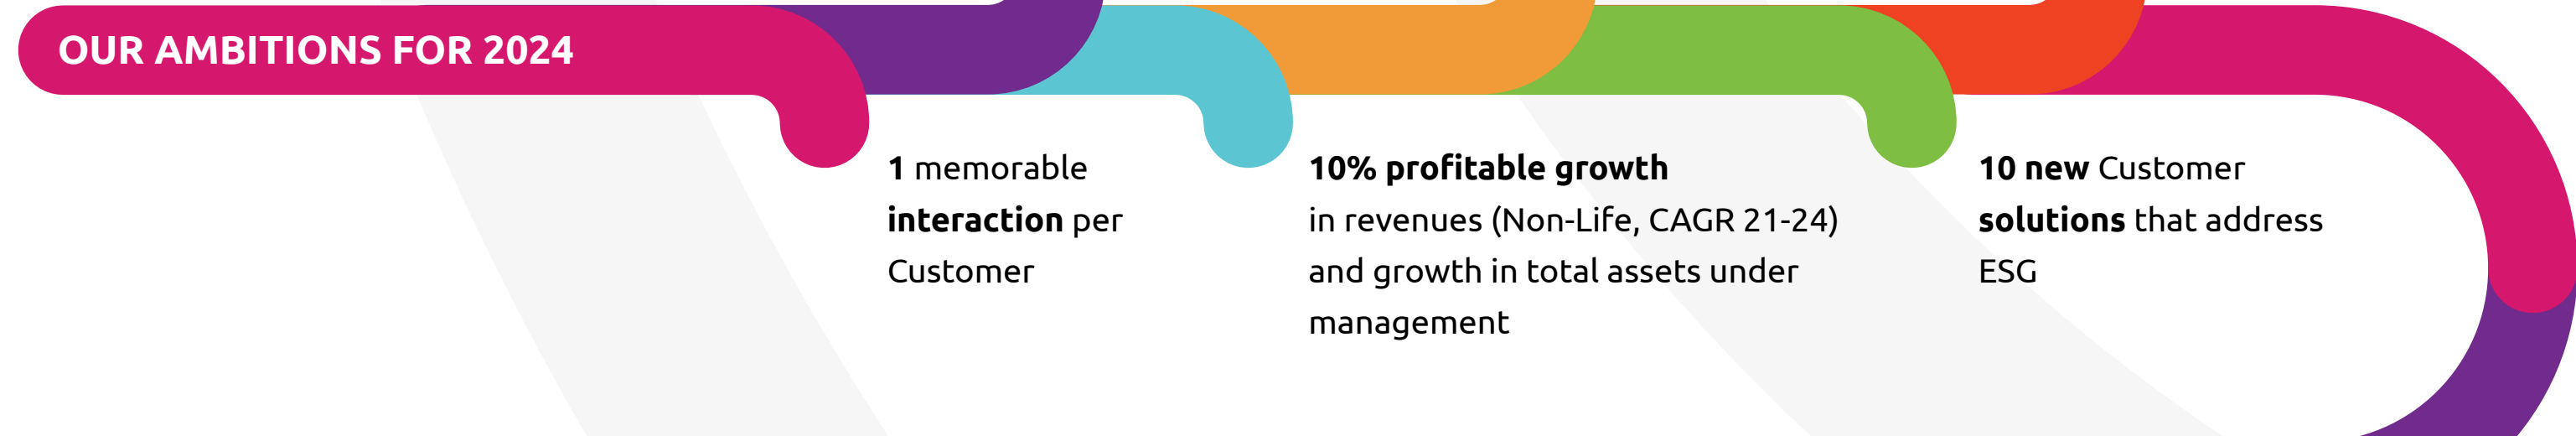 OUR AMBITIONS FOR 2024
1 memorable
interaction per
Customer
10% profitable growth
in revenues (Non-Life, CAGR 21-24)
and growth in total assets under
management
10 new Customer
solutions that address
ESG